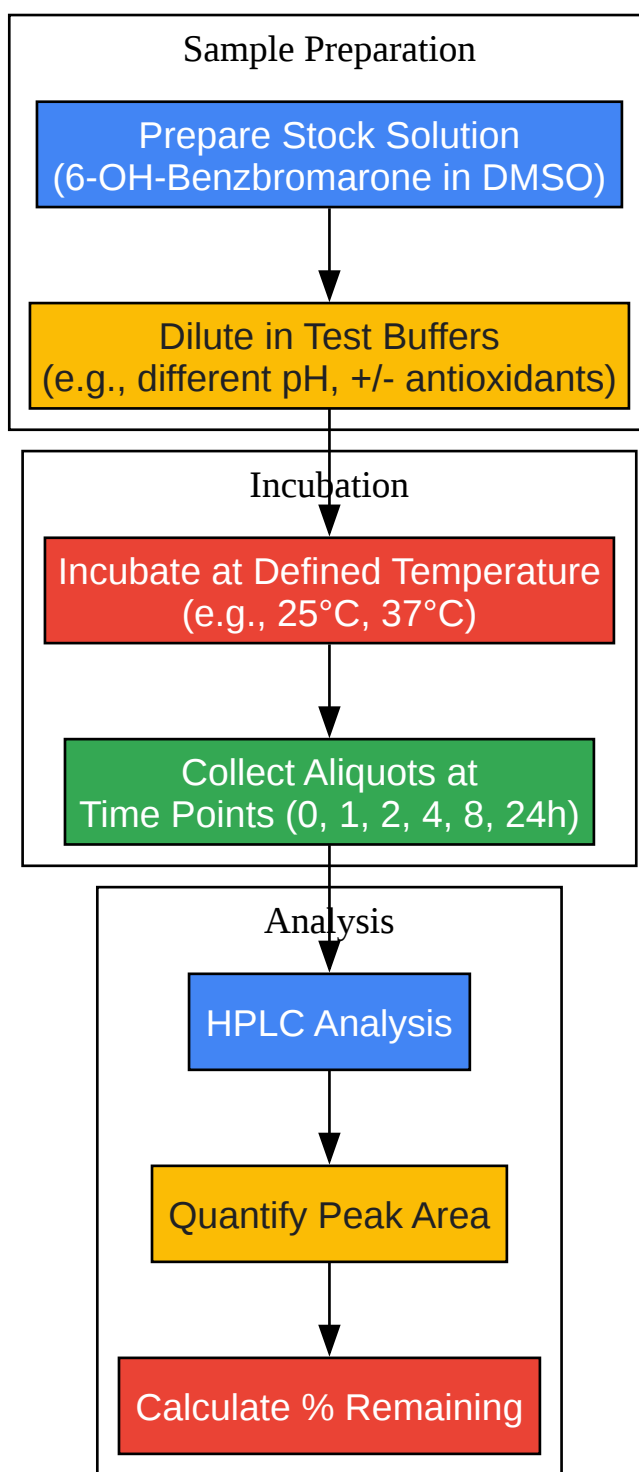 Sample Preparation
Prepare Stock Solution
(6-OH-Benzbromarone in DMSO)
Dilute in Test Buffers
(e.g., different pH, +/- antioxidants)
Incubation
Incubate at Defined Temperature
(e.g., 25°C, 37°C)
Collect Aliquots at
Time Points (0, 1, 2, 4, 8, 24h)
Analysis
HPLC Analysis
Quantify Peak Area
Calculate % Remaining